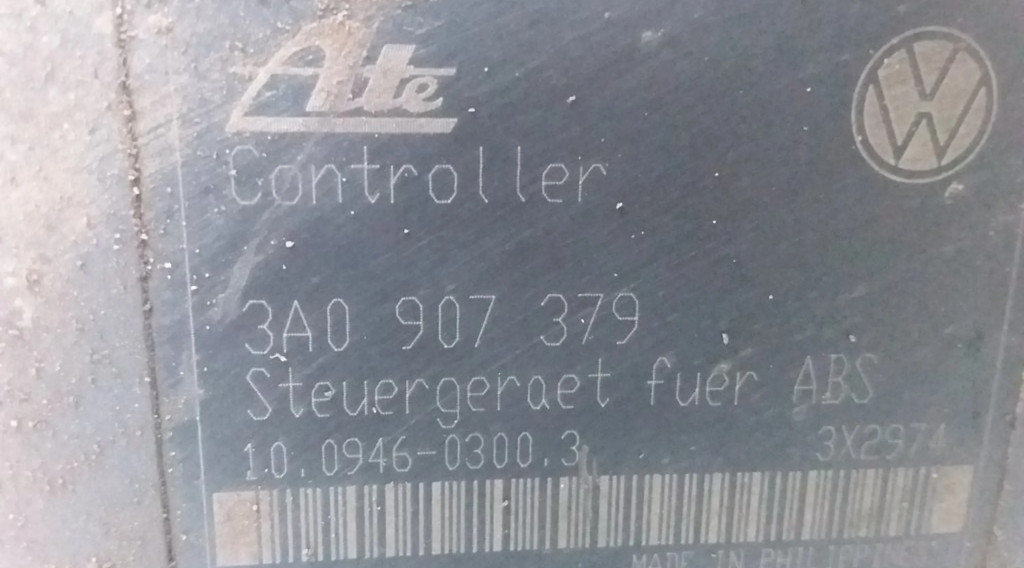 Ate
Controller
3A0 907 379
Steuergeraet fuer ABS
10.0946-0300.3 3X2974
MADE IN PHILIPPINES